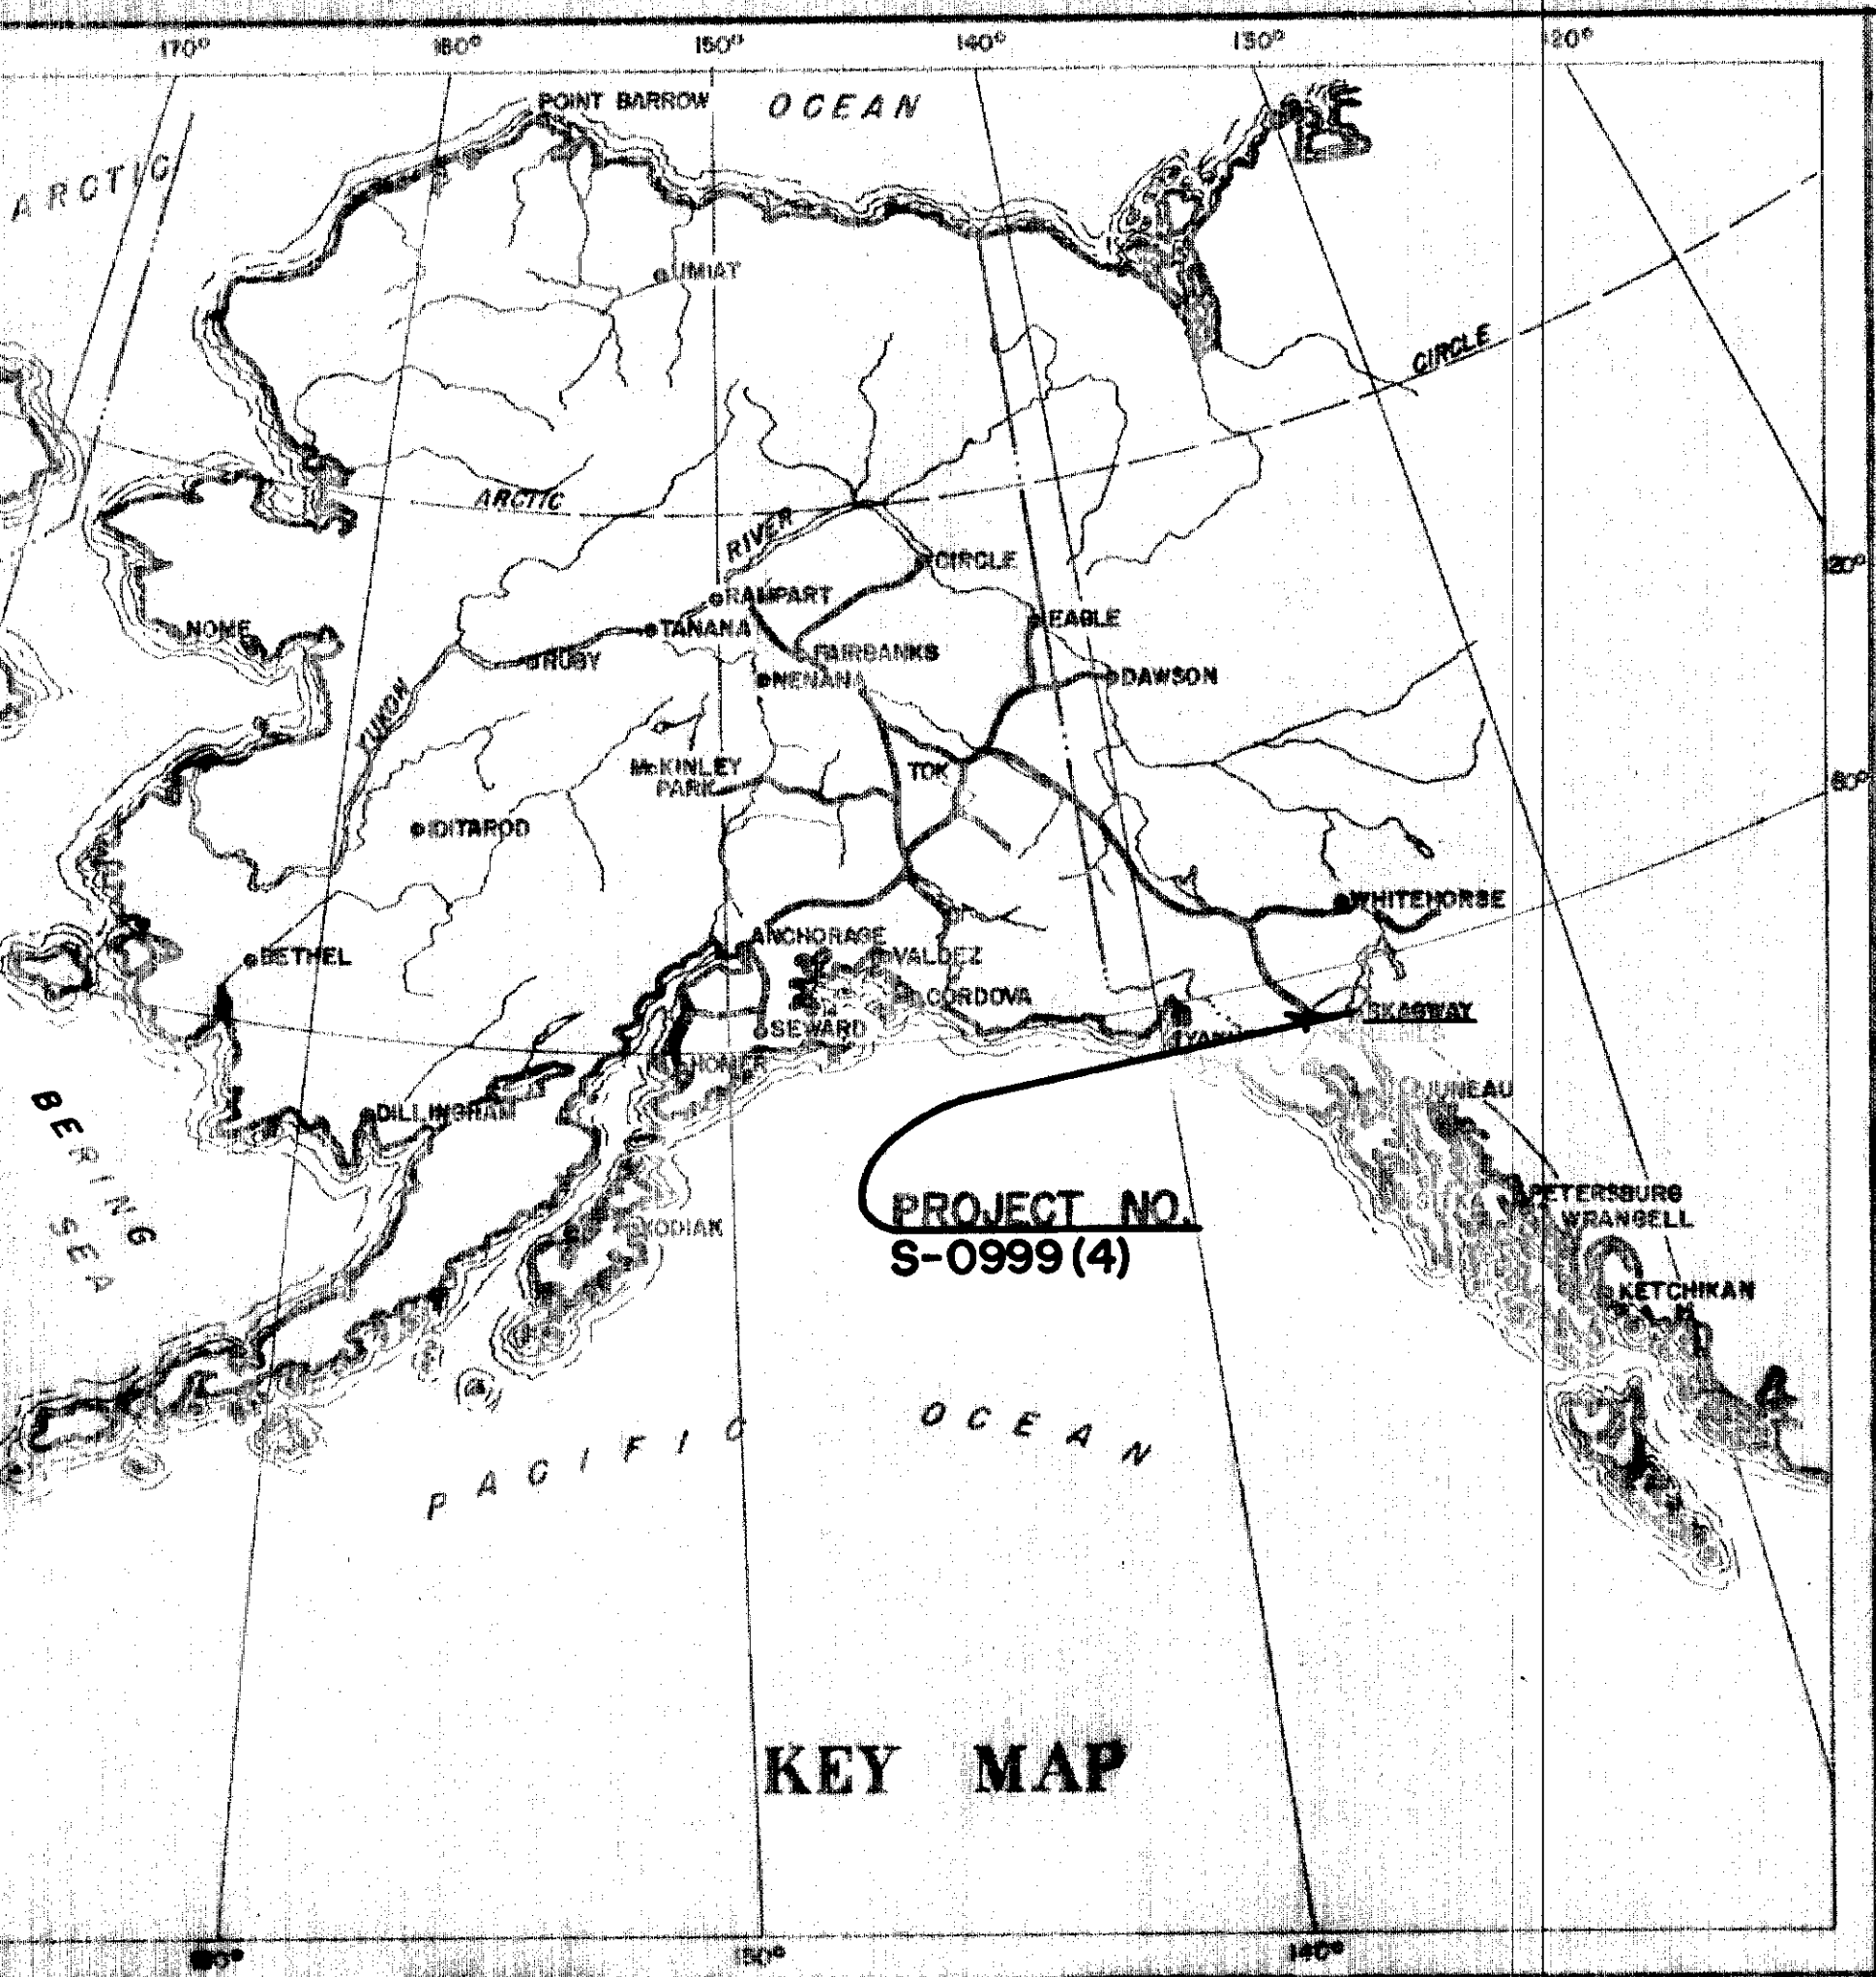 170°
160°
150°
140°
130°
120°
POINT BARROW
OCEAN
ARCTIC
UMIAT
CIRCLE
ARCTIC
RIVER
CIRCLE
120°
RAMPART
NOME
TANANA
EAGLE
RUBY
FAIRBANKS
NENANA
DAWSON
YUKON
McKINLEY
PARK
TOK
60°
IDITAROD
WHITEHORSE
ANCHORAGE
BETHEL
VALDEZ
CORDOVA
SEWARD
SKAGWAY
HOMER
BERING
SEA
DILLINGHAM
JUNEAU
PROJECT NO.
S-0999(4)
SITKA
PETERSBURG
WRANGELL
KODIAK
KETCHIKAN
PACIFIC
OCEAN
KEY MAP
150°
140°